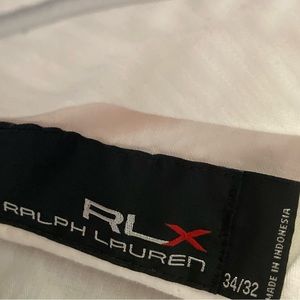 RLX
RALPH LAUREN
34/32
MADE IN INDONESIA